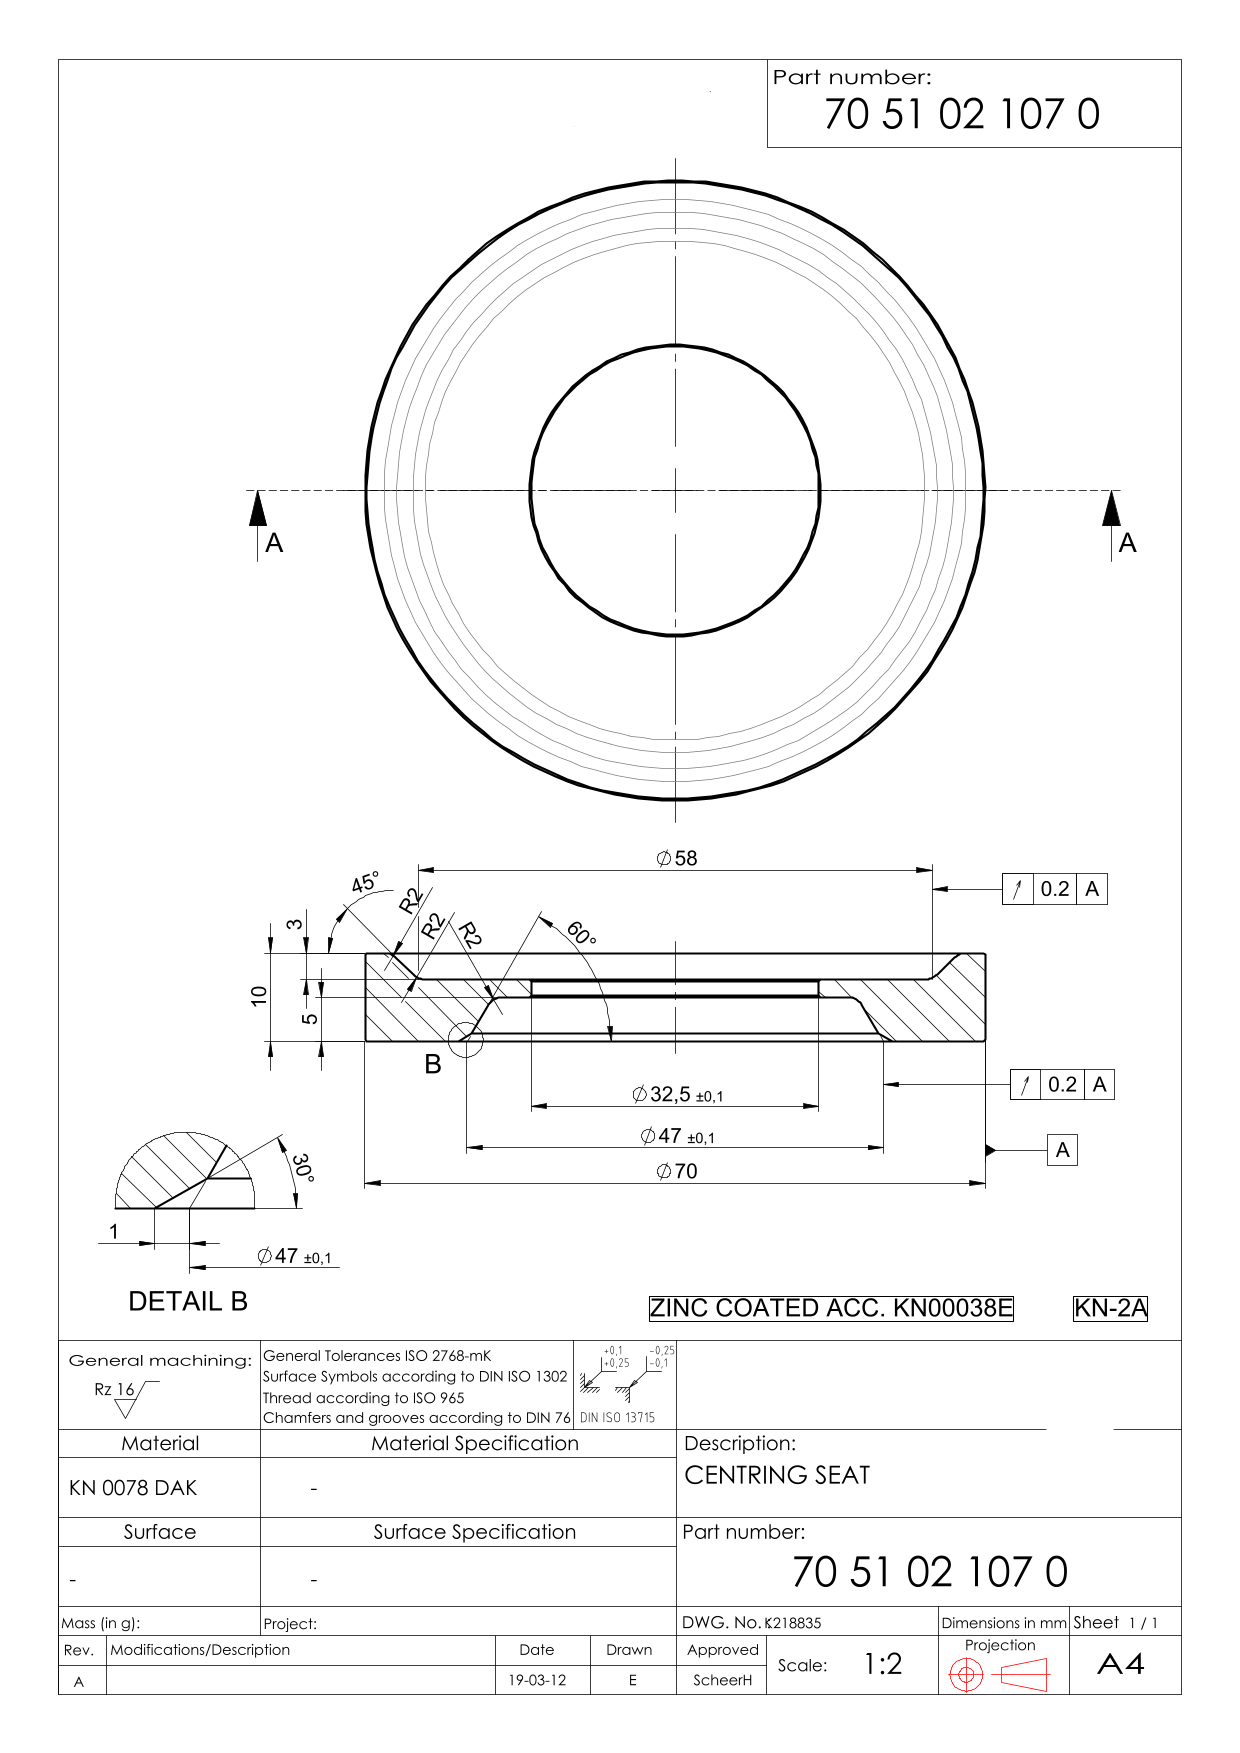 Part number:
70 51 02 107 0
A
A
⌀58
45°
R2
R2
R2
60°
0.2 A
3
10
5
B
⌀32,5 ±0,1
0.2 A
⌀47 ±0,1
A
⌀70
30°
1
⌀47 ±0,1
DETAIL B
ZINC COATED ACC. KN00038E
KN-2A
General machining:
Rz 16
General Tolerances ISO 2768-mK
Surface Symbols according to DIN ISO 1302
Thread according to ISO 965
Chamfers and grooves according to DIN 76
+0,1
+0,25
-0,25
-0,1
DIN ISO 13715
Material
Material Specification
Description:
KN 0078 DAK
-
CENTRING SEAT
Surface
Surface Specification
Part number:
-
-
70 51 02 107 0
Mass (in g):
Project:
DWG. No. K218835
Dimensions in mm
Sheet 1 / 1
Rev.
Modifications/Description
Date
Drawn
Approved
Scale:
1:2
Projection
A4
A
19-03-12
E
ScheerH